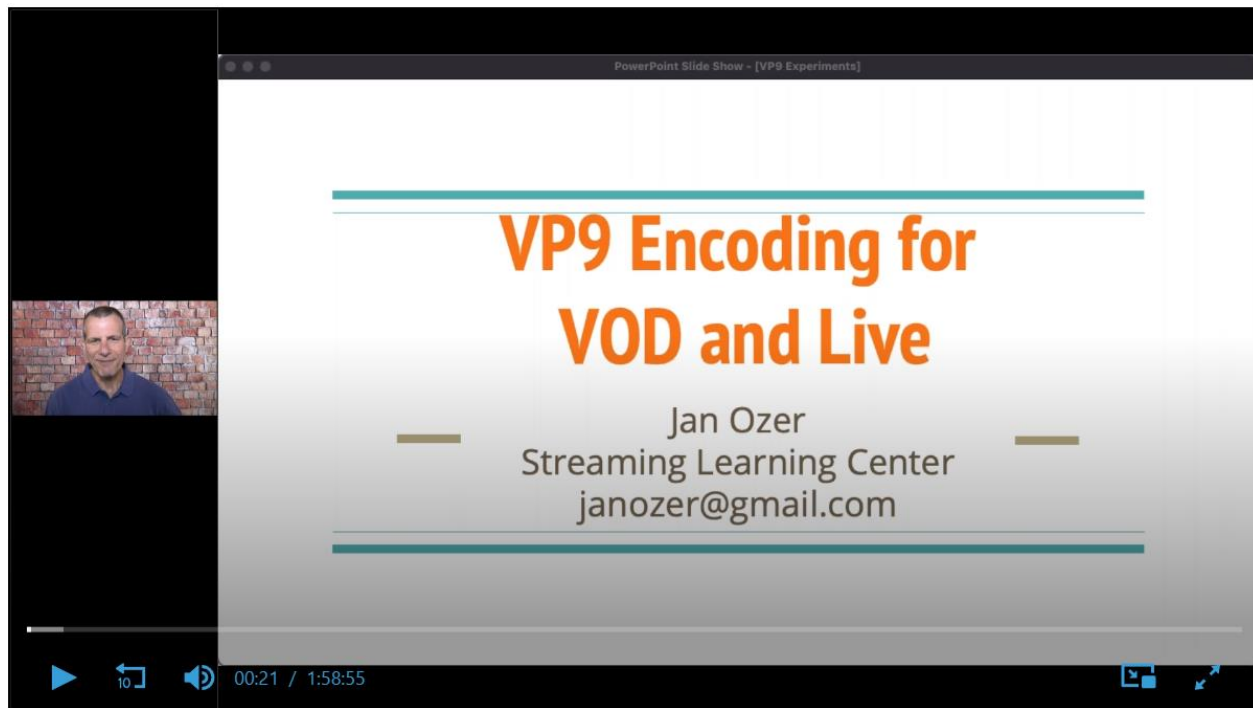 PowerPoint Slide Show - [VP9 Experiments]
VP9 Encoding for
VOD and Live
Jan Ozer
Streaming Learning Center
janozer@gmail.com
10
00:21 / 1:58:55